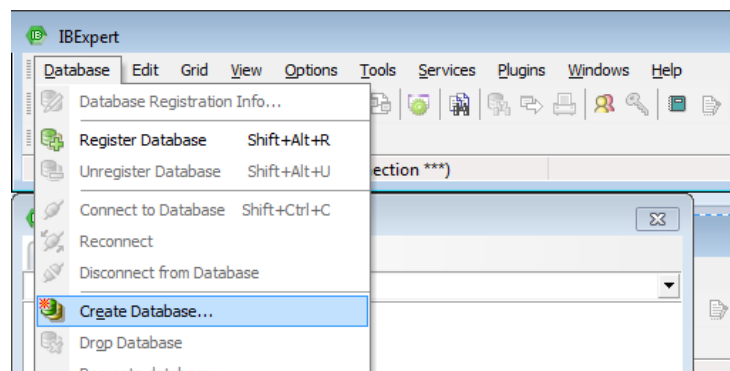 IBExpert
Database Edit Grid View Options Tools Services Plugins Windows Help
Database Registration Info...
Register Database Shift+Alt+R
Unregister Database Shift+Alt+U
ection ***)
Connect to Database Shift+Ctrl+C
Reconnect
Disconnect from Database
Create Database...
Drop Database